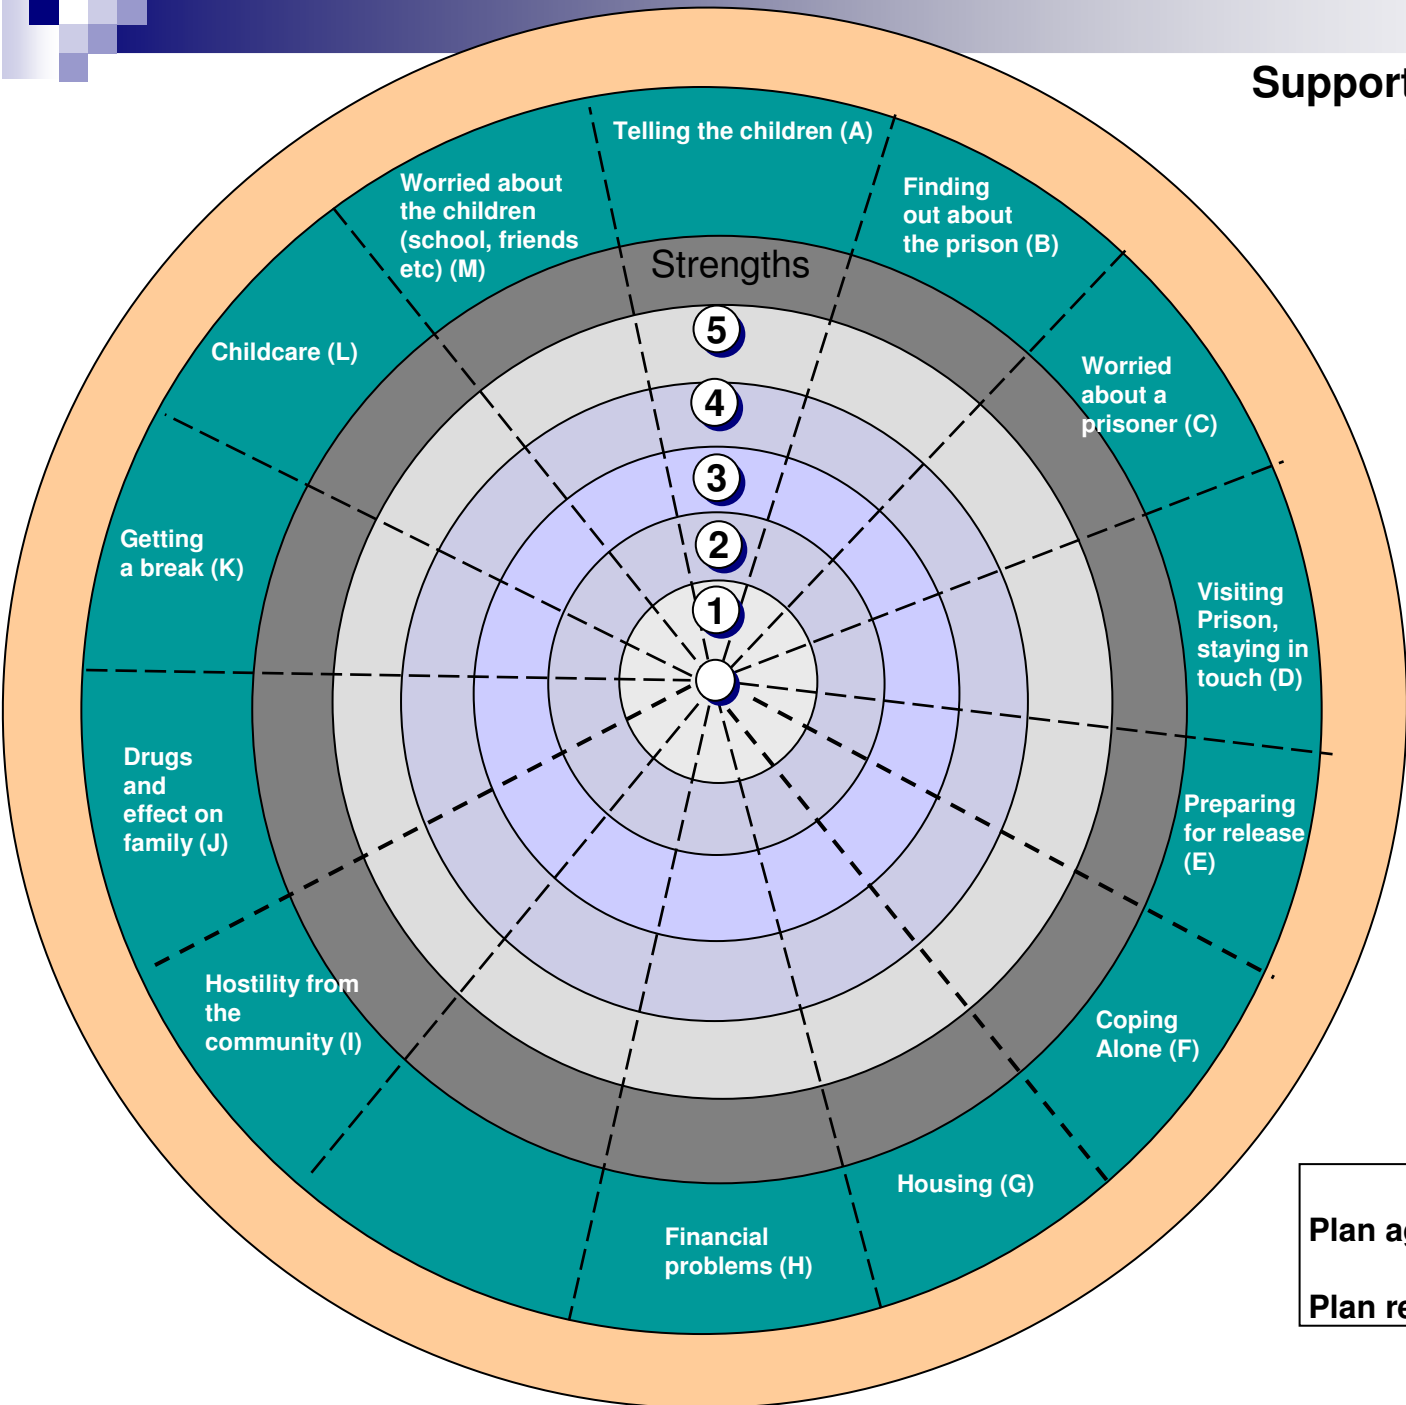 Support
Telling the children (A)
Finding
out about
the prison (B)
Worried
about a
prisoner (C)
Visiting
Prison,
staying in
touch (D)
Preparing
for release
(E)
Coping
Alone (F)
Housing (G)
Financial
problems (H)
Hostility from
the
community (I)
Drugs
and
effect on
family (J)
Getting
a break (K)
Childcare (L)
Worried about
the children
(school, friends
etc) (M)
Strengths
5
4
3
2
1
Plan ag
Plan re